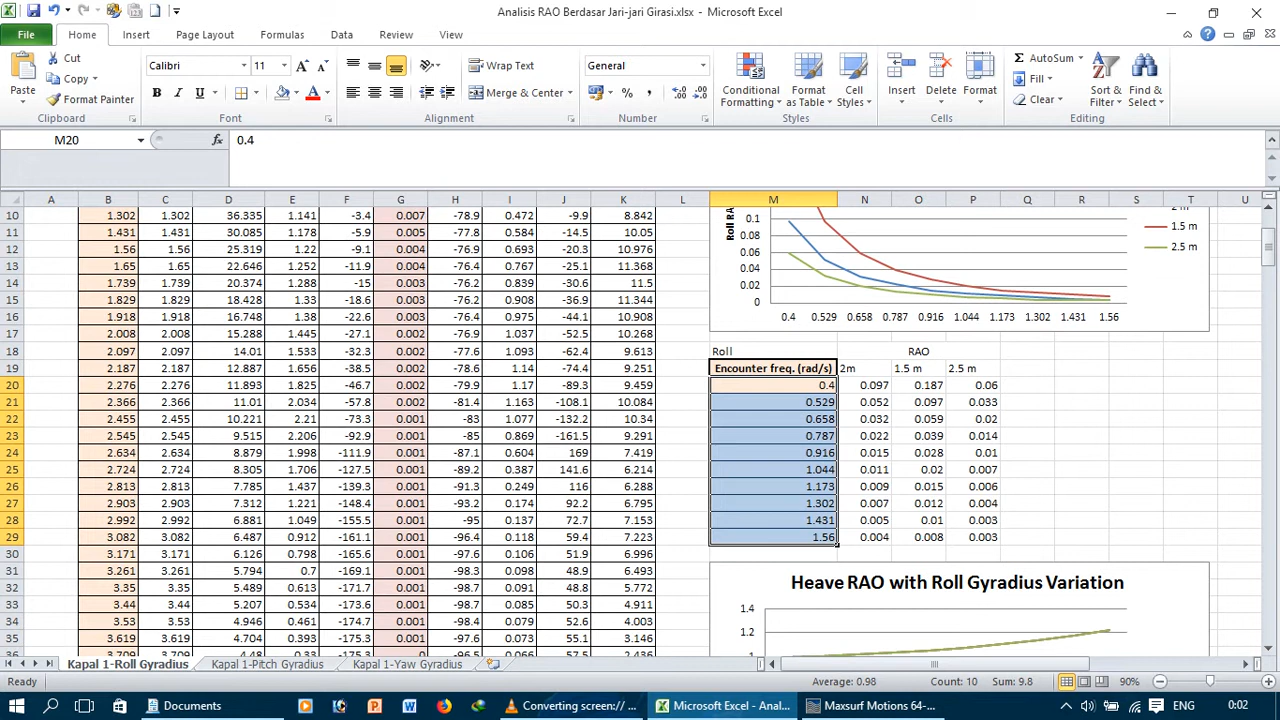 Analisis RAO Berdasar Jari-jari Girasi.xlsx - Microsoft Excel
File Home Insert Page Layout Formulas Data Review View
Paste Cut Copy Format Painter Clipboard
Calibri 11 A A B I U A Font
Wrap Text Merge & Center Alignment
General % , Number
Conditional Formatting Format as Table Cell Styles Styles
Insert Delete Format Cells
Σ AutoSum Fill Clear Sort & Filter Find & Select Editing
M20 fx 0.4
A B C D E F G H I K L M N O P Q R S T U
10 1.302 1.302 36.335 1.141 -3.4 0.007 -78.9 0.472 -9.9 8.842
11 1.431 1.431 30.085 1.178 -5.9 0.005 -77.8 0.584 -14.5 10.05
12 1.56 1.56 25.319 1.22 -9.1 0.004 -76.9 0.693 -20.3 10.976
13 1.65 1.65 22.646 1.252 -11.9 0.004 -76.4 0.767 -25.1 11.368
14 1.739 1.739 20.374 1.288 -15 0.003 -76.2 0.839 -30.6 11.5
15 1.829 1.829 18.428 1.33 -18.6 0.003 -76.2 0.908 -36.9 11.344
16 1.918 1.918 16.748 1.38 -22.6 0.003 -76.4 0.975 -44.1 10.908
17 2.008 2.008 15.288 1.445 -27.1 0.002 -76.9 1.037 -52.5 10.268
18 2.097 2.097 14.01 1.533 -32.3 0.002 -77.6 1.093 -62.4 9.613
19 2.187 2.187 12.887 1.656 -38.5 0.002 -78.6 1.14 -74.4 9.251
20 2.276 2.276 11.911 1.825 -46.7 0.002 -79.9 1.17 -89.3 9.459
21 2.366 2.366 11.01 2.034 -57.8 0.002 -81.4 1.163 -108.1 10.084
22 2.455 2.455 10.221 2.21 -73.3 0.001 -83 1.077 -132.2 10.34
23 2.545 2.545 9.515 2.206 -92.9 0.001 -85 0.869 -161.5 9.291
24 2.634 2.634 8.879 1.998 -111.9 0.001 -87.1 0.604 169 7.419
25 2.724 2.724 8.305 1.706 -127.5 0.001 -89.2 0.387 141.6 6.214
26 2.813 2.813 7.785 1.437 -139.3 0.001 -91.3 0.249 116 6.288
27 2.903 2.903 7.312 1.221 -148.4 0.001 -93.2 0.174 92.2 6.795
28 2.992 2.992 6.881 1.049 -155.5 0.001 -95 0.137 72.7 7.153
29 3.082 3.082 6.487 0.912 -161.1 0.001 -96.4 0.118 59.4 7.223
30 3.171 3.171 6.126 0.798 -165.6 0.001 -97.6 0.106 51.9 6.996
31 3.261 3.261 5.794 0.7 -169.1 0.001 -98.3 0.098 48.9 6.493
32 3.35 3.35 5.488 0.613 -171.7 0.001 -98.7 0.091 48.8 5.759
33 3.44 3.44 5.207 0.534 -173.6 0.001 -98.7 0.085 50.3 4.911
34 3.53 3.53 4.946 0.461 -174.7 0.001 -98.3 0.079 52.6 4.003
35 3.619 3.619 4.704 0.393 -175.3 0.001 -97.6 0.073 55.1 3.146
36 3.709 3.709 4.48 0.33 -175.3 0 -96.5 0.068 57.5 2.436
Roll RA
0.1
0.08
0.06
0.04
0.02
0
0.4 0.529 0.658 0.787 0.916 1.044 1.173 1.302 1.431 1.56
2 m
1.5 m
2.5 m
Roll RAO
Encounter freq. (rad/s) 2m 1.5 m 2.5 m
0.4 0.097 0.187 0.06
0.529 0.052 0.097 0.033
0.658 0.032 0.059 0.02
0.787 0.022 0.039 0.014
0.916 0.015 0.028 0.01
1.044 0.011 0.02 0.007
1.173 0.009 0.015 0.006
1.302 0.007 0.012 0.004
1.431 0.005 0.01 0.003
1.56 0.004 0.008 0.003
Heave RAO with Roll Gyradius Variation
1.4
1.2
1
Kapal 1-Roll Gyradius Kapal 1-Pitch Gyradius Kapal 1-Yaw Gyradius
Ready Average: 0.98 Count: 10 Sum: 9.8 90%
Documents Converting screen:// ... Microsoft Excel - Anal... Maxsurf Motions 64-... ENG 0:02